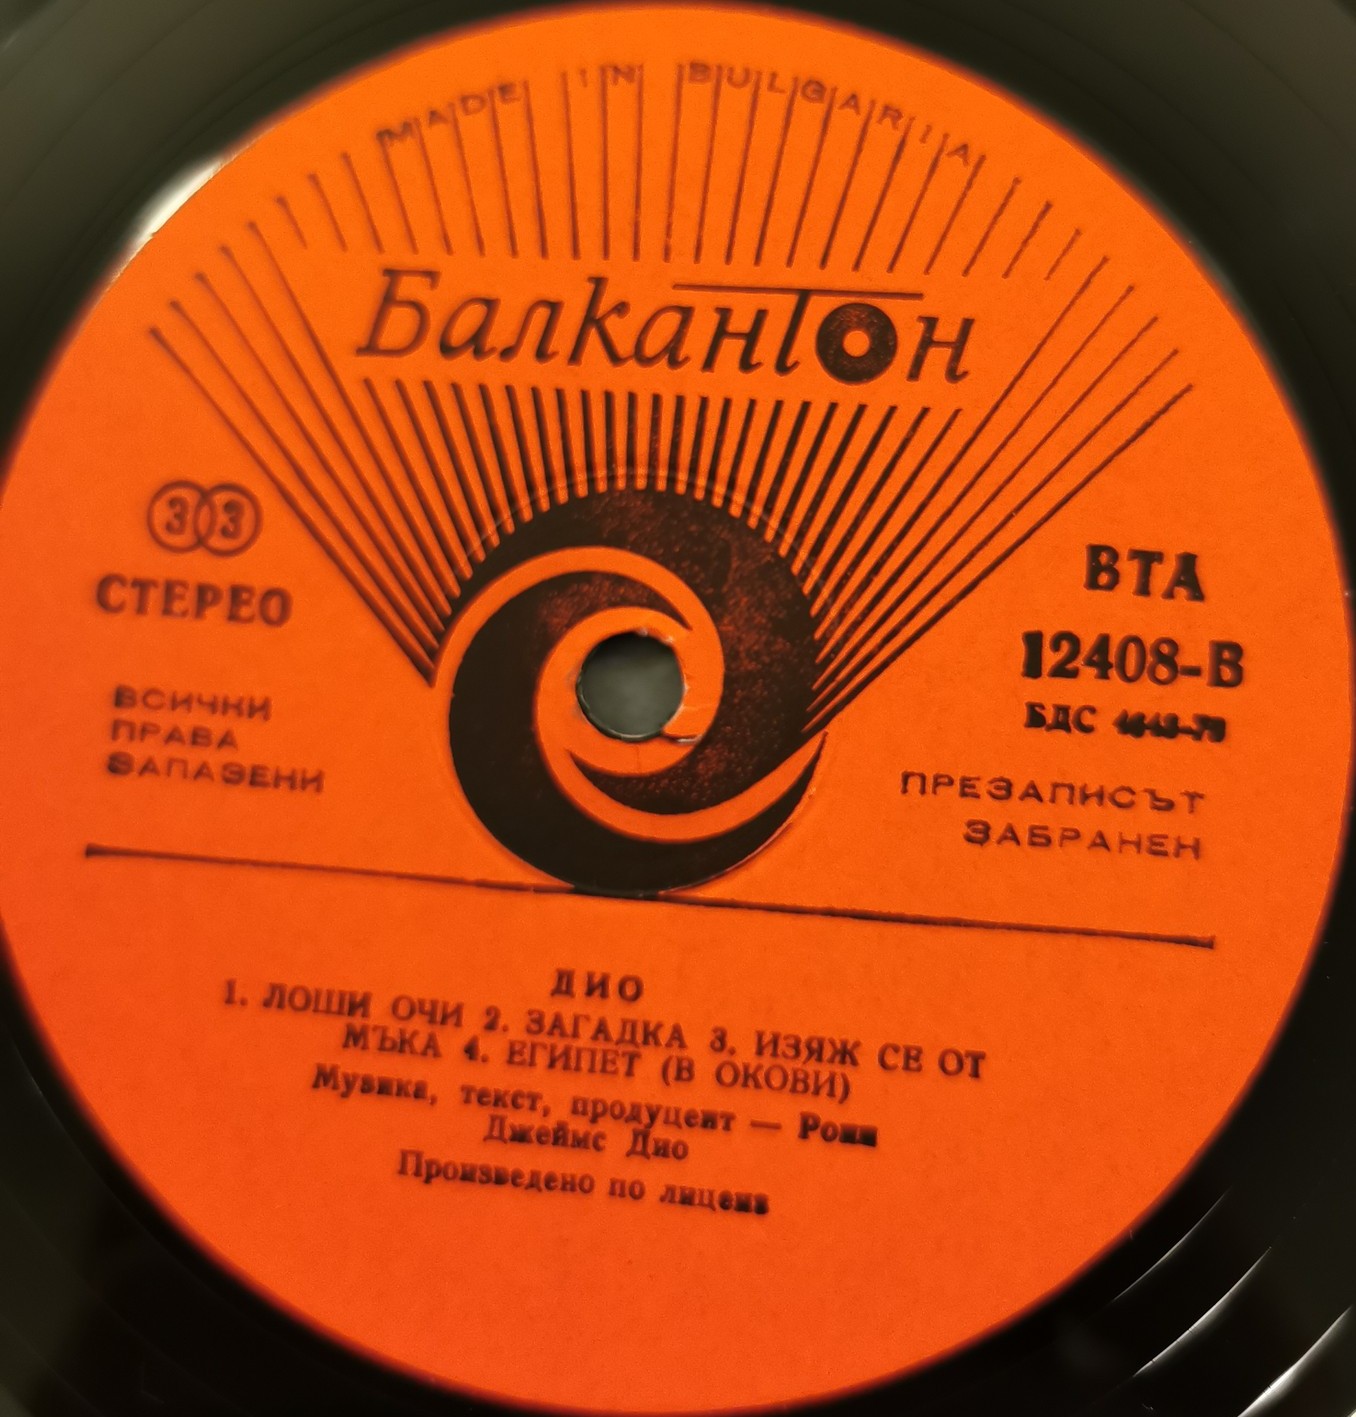 MADE IN BULGARIA
БалканТон
33
СТЕРЕО
ВСИЧКИ
ПРАВА
ЗАПАЗЕНИ
ВТА
12408-В
БДС
ПРЕЗАПИСЪТ
ЗАБРАНЕН
ДИО
1. ЛОШИ ОЧИ 2. ЗАГАДКА 3. ИЗЯЖ СЕ ОТ
МЪКА 4. ЕГИПЕТ (В ОКОВИ)
Музика, текст, продуцент — Рони
Джеймс Дио
Произведено по лиценз